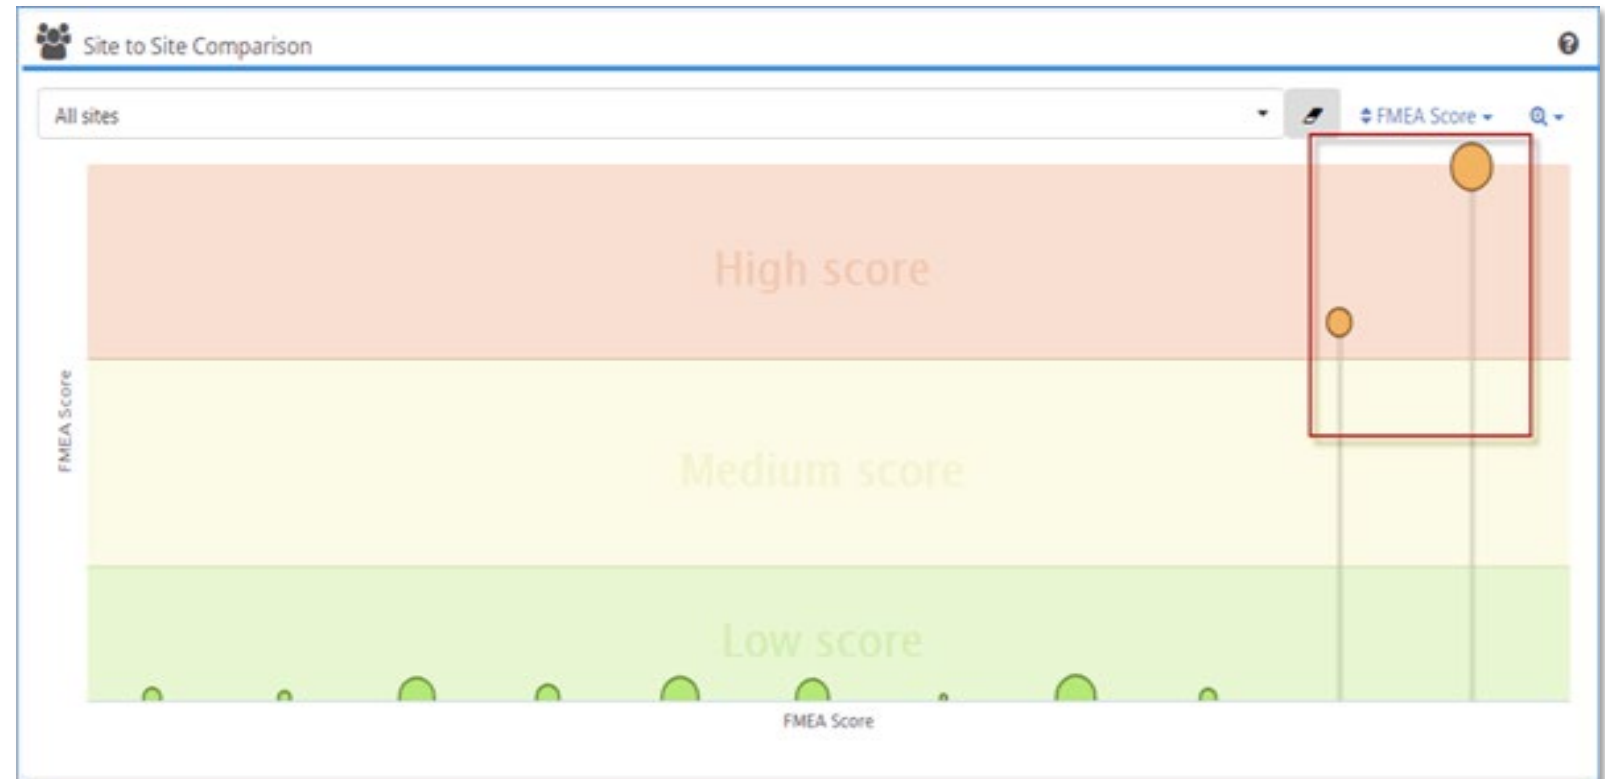 Site to Site Comparison
All sites
FMEA Score
High score
FMEA Score
Medium score
Low score
FMEA Score